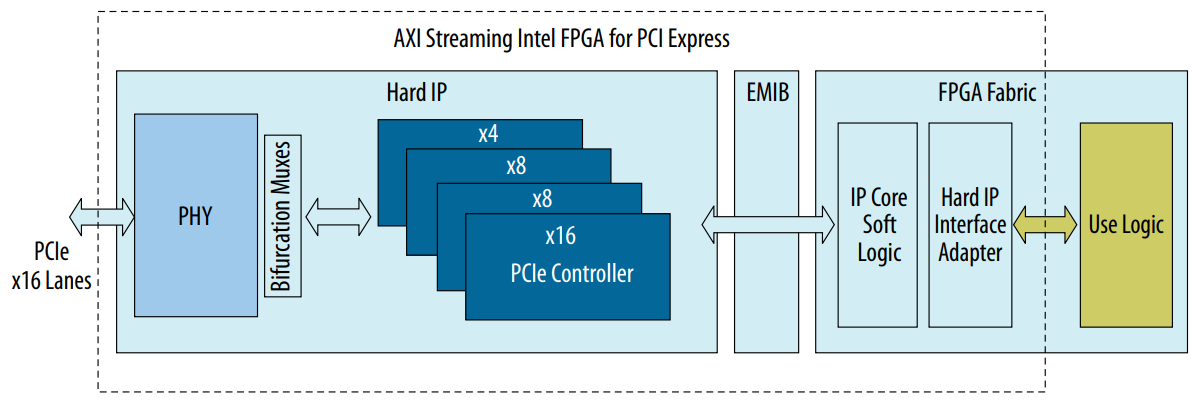 AXI Streaming Intel FPGA for PCI Express
Hard IP
EMIB
FPGA Fabric
PHY
Bifurcation Muxes
x4
x8
x8
x16
PCIe Controller
IP Core
Soft
Logic
Hard IP
Interface
Adapter
Use Logic
PCIe
x16 Lanes